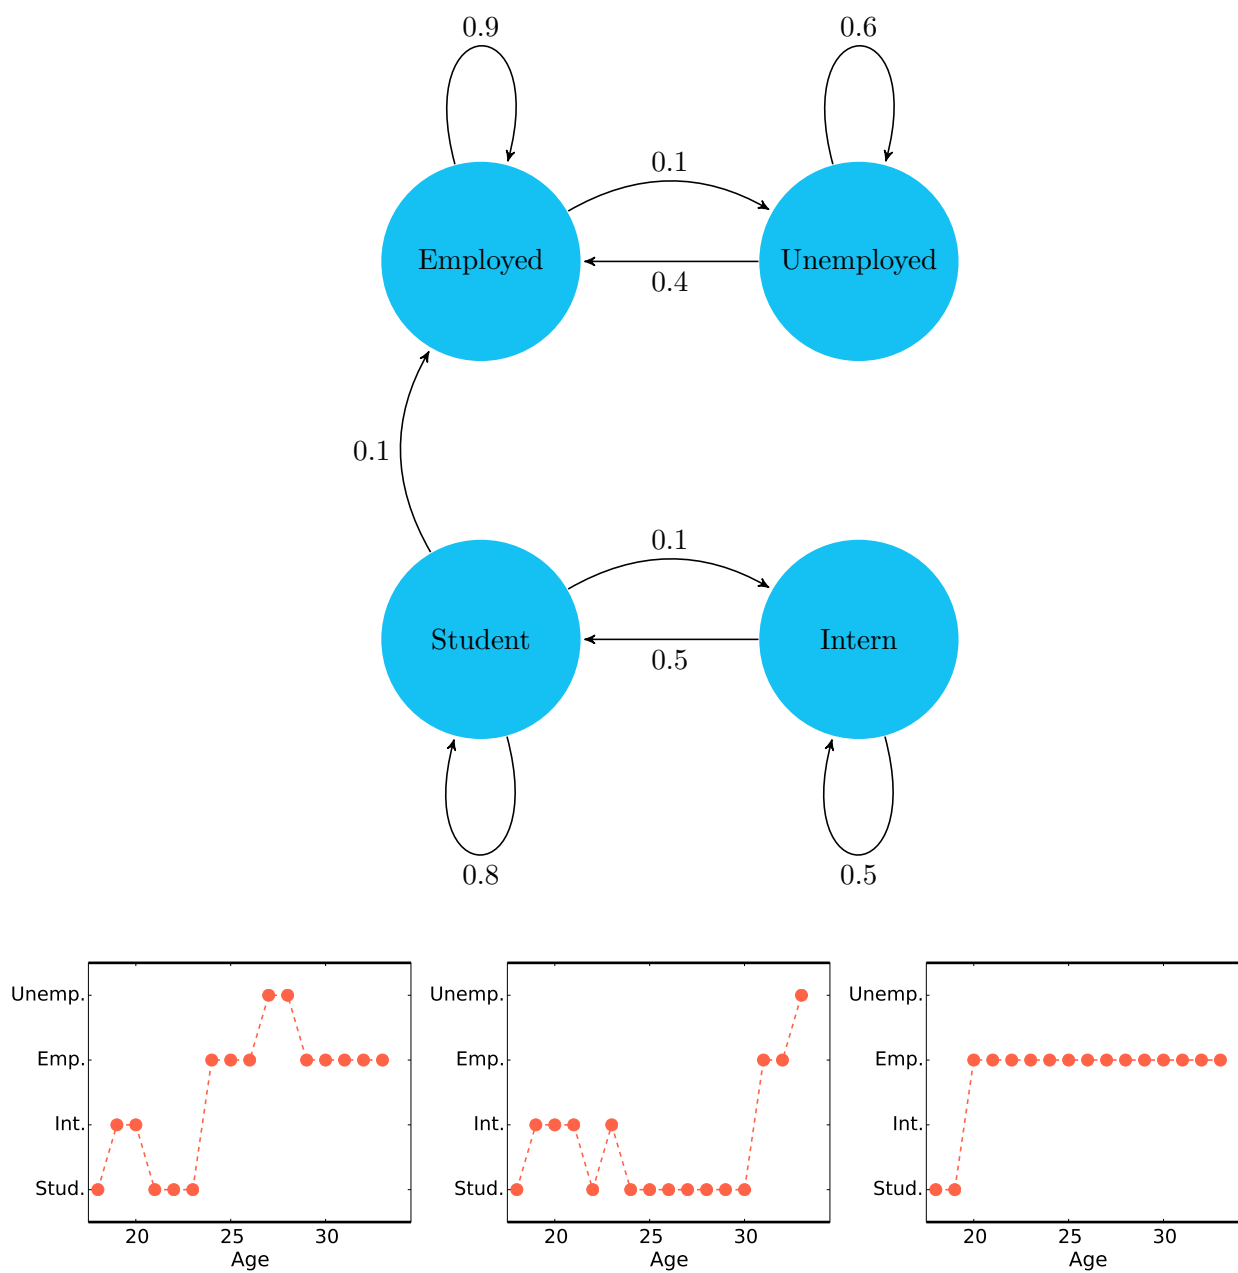 0.9 0.6
0.1
Employed Unemployed
0.4
0.1
0.1
Student Intern
0.5
0.8 0.5
Unemp. Unemp. Unemp.
Emp. Emp. Emp.
Int. Int. Int.
Stud. Stud. Stud.
20 25 30 20 25 30 20 25 30
Age Age Age